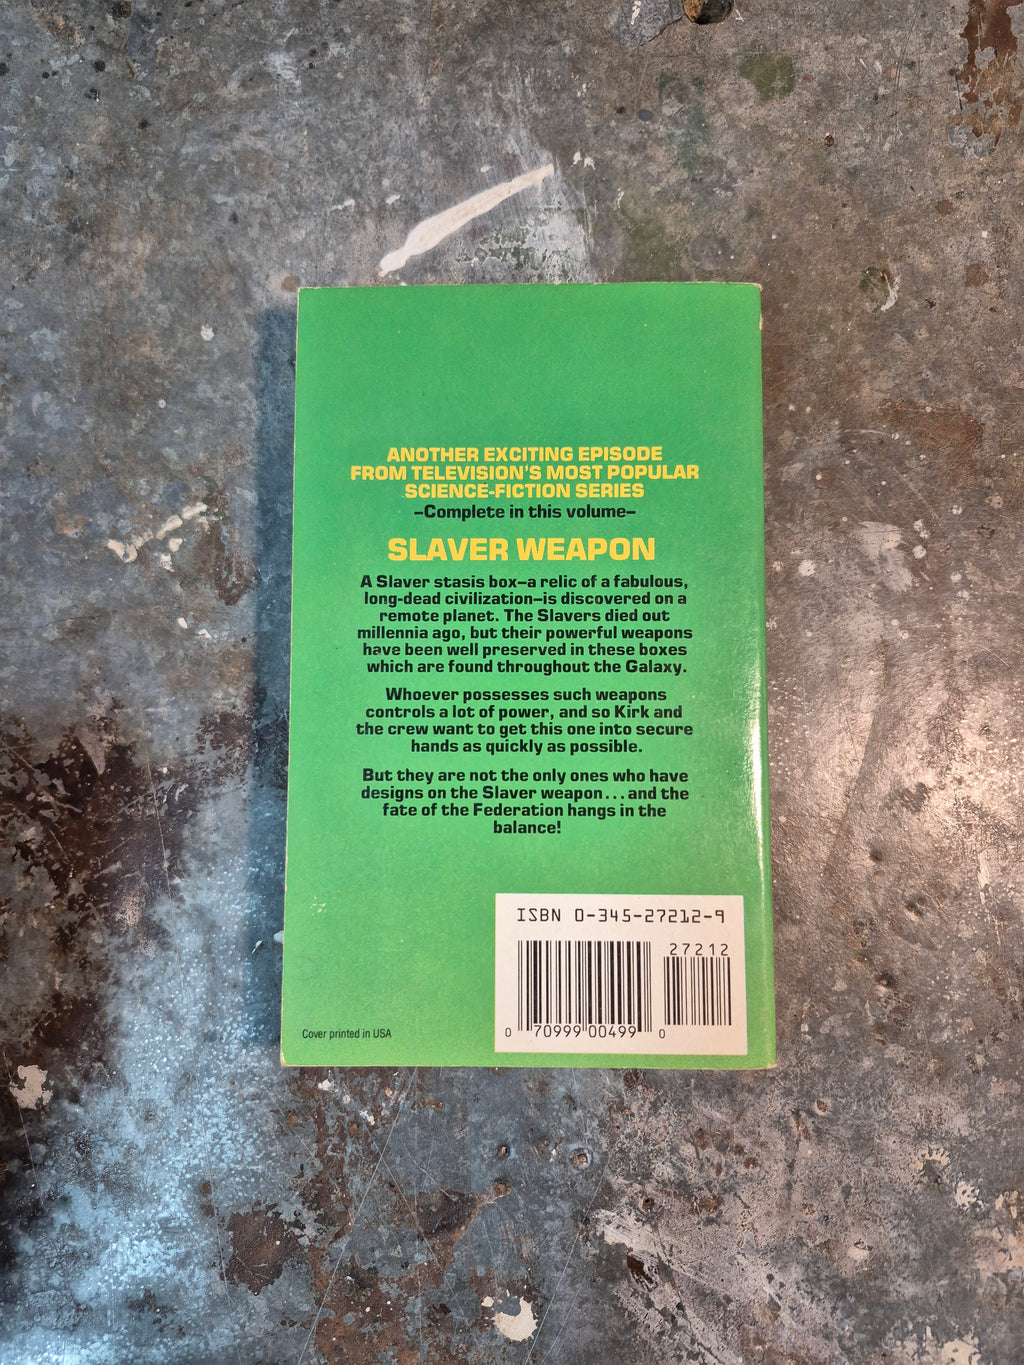 ANOTHER EXCITING EPISODE
FROM TELEVISION'S MOST POPULAR
SCIENCE-FICTION SERIES
–Complete in this volume–
SLAVER WEAPON
A Slaver stasis box–a relic of a fabulous,
long-dead civilization–is discovered on a
remote planet. The Slavers died out
millennia ago, but their powerful weapons
have been well preserved in these boxes
which are found throughout the Galaxy.
Whoever possesses such weapons
controls a lot of power, and so Kirk and
the crew want to get this one into secure
hands as quickly as possible.
But they are not the only ones who have
designs on the Slaver weapon...and the
fate of the Federation hangs in the
balance!
ISBN 0-345-27212-9
27212
0 70999 00499 0
Cover printed in USA